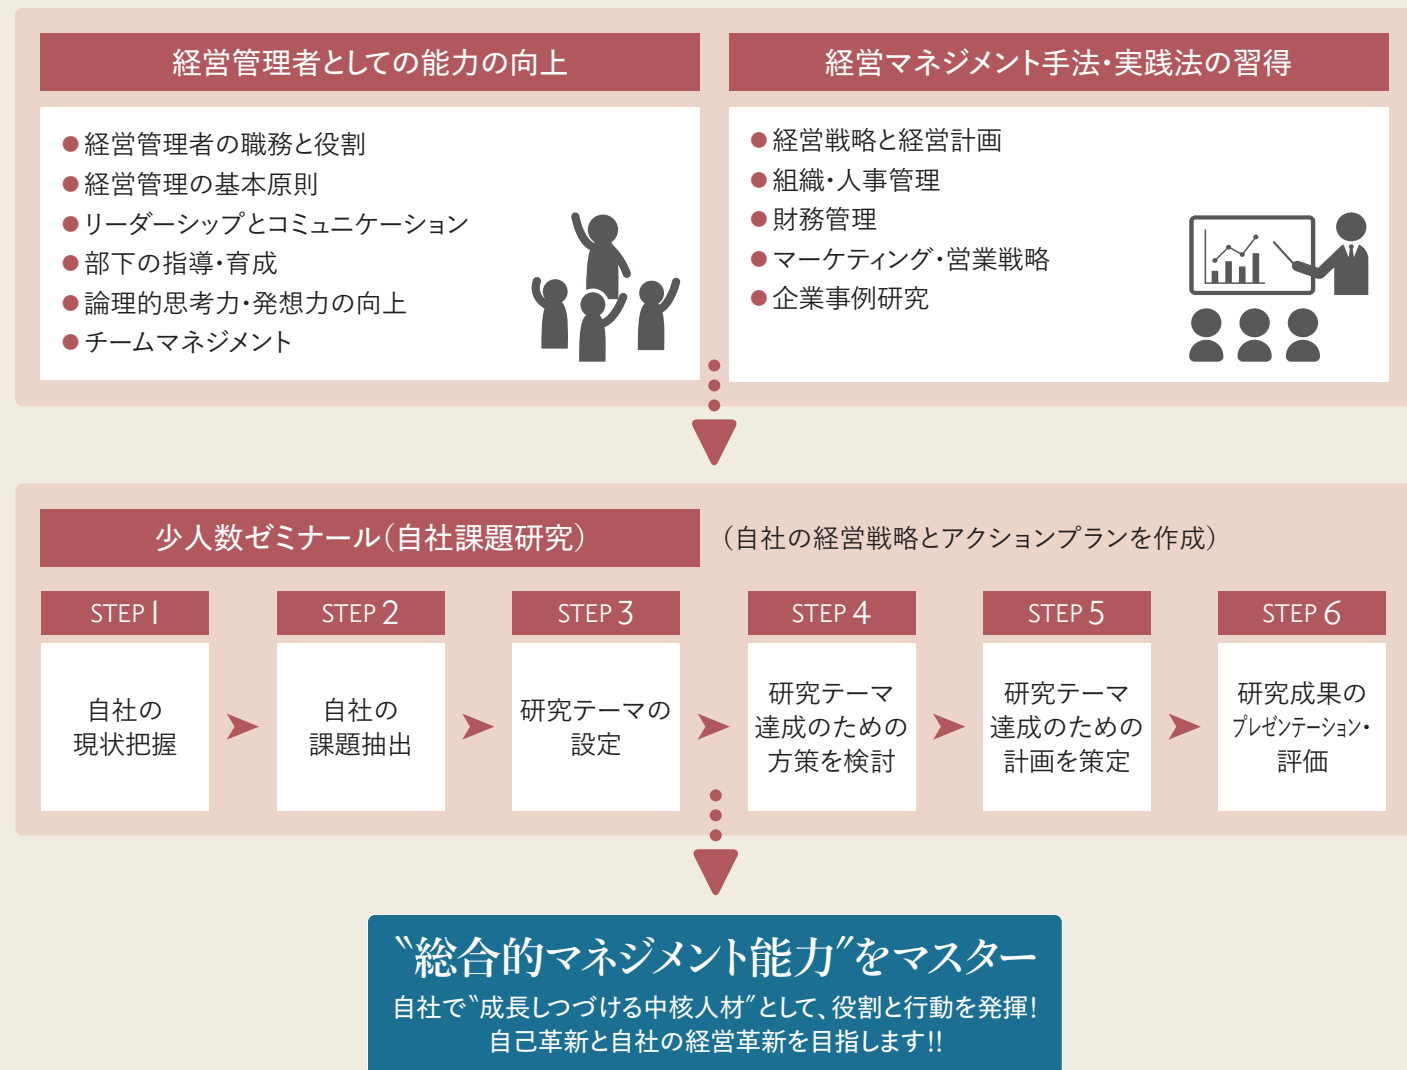 経営管理者としての能力の向上
●経営管理者の職務と役割
●経営管理の基本原則
●リーダーシップとコミュニケーション
●部下の指導・育成
●論理的思考力・発想力の向上
●チームマネジメント
経営マネジメント手法・実践法の習得
●経営戦略と経営計画
●組織・人事管理
●財務管理
●マーケティング・営業戦略
●企業事例研究
少人数ゼミナール(自社課題研究)
(自社の経営戦略とアクションプランを作成)
STEP 1
自社の
現状把握
STEP 2
自社の
課題抽出
STEP 3
研究テーマの
設定
STEP 4
研究テーマ
達成のための
方策を検討
STEP 5
研究テーマ
達成のための
計画を策定
STEP 6
研究成果の
プレゼンテーション・
評価
〝総合的マネジメント能力〞をマスター
自社で〝成長しつづける中核人材〞として、役割と行動を発揮!
自己革新と自社の経営革新を目指します!!